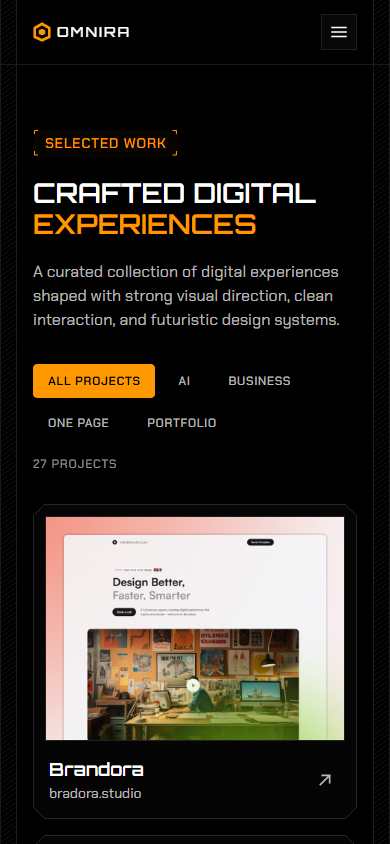 OMNIRA
SELECTED WORK
CRAFTED DIGITAL
EXPERIENCES
A curated collection of digital experiences
shaped with strong visual direction, clean
interaction, and futuristic design systems.
ALL PROJECTS
AI
BUSINESS
ONE PAGE
PORTFOLIO
27 PROJECTS
Design Better,
Faster, Smarter
Brandora
bradora.studio